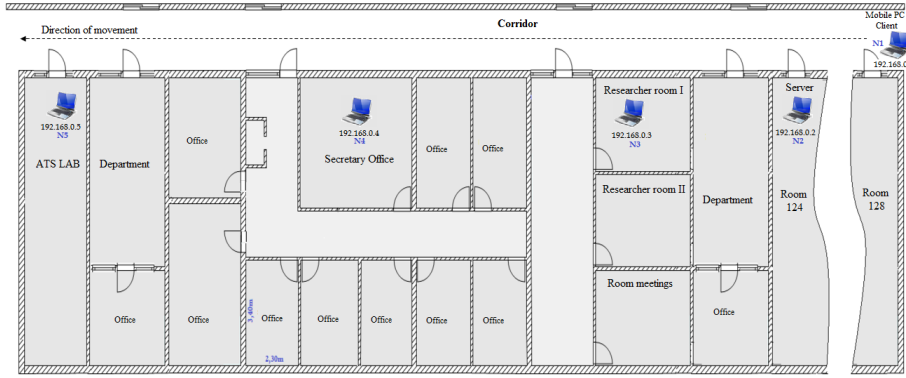 Corridor
Direction of movement
Mobile PC
Client
N1
192.168.0.
Researcher room I
Server
192.168.0.5
N5
192.168.0.4
N4
192.168.0.3
N3
192.168.0.2
N2
ATS LAB
Department
Office
Secretary Office
Office
Office
Researcher room II
Department
Room
124
Room
128
Room meetings
3,40m
Office
Office
Office
Office
Office
Office
Office
Office
2,30m